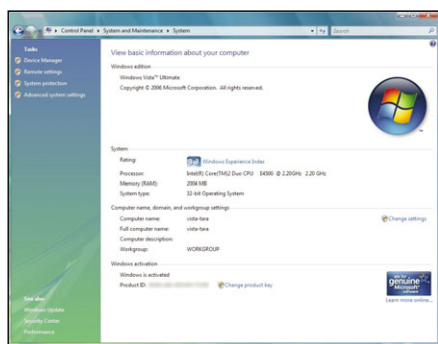 Control Panel ▸ System and Maintenance ▸ System
Search
Tasks
Device Manager
Remote settings
System protection
Advanced system settings
View basic information about your computer
Windows edition
Windows Vista™ Ultimate
Copyright © 2006 Microsoft Corporation. All rights reserved.
System
Rating: Windows Experience Index
Processor: Intel(R) Core(TM)2 Duo CPU E4500 @ 2.20GHz 2.20 GHz
Memory (RAM): 2004 MB
System type: 32-bit Operating System
Computer name, domain, and workgroup settings
Computer name: vista-tara
Change settings
Full computer name: vista-tara
Computer description:
Workgroup: WORKGROUP
Windows activation
Windows is activated
Product ID: Change product key
ask for
genuine
Microsoft
software
Learn more online...
See also
Windows Update
Security Center
Performance